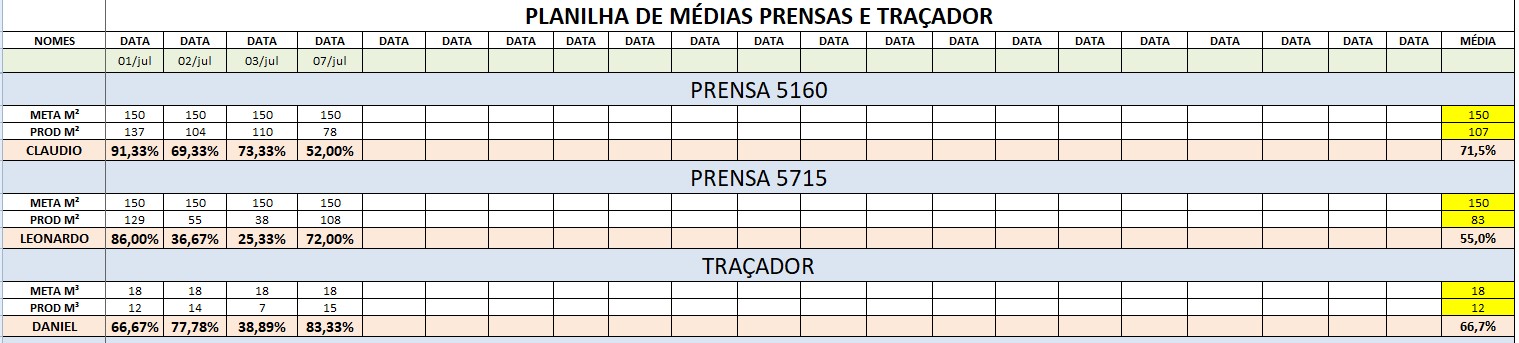 PLANILHA DE MÉDIAS PRENSAS E TRAÇADOR
NOMES DATA DATA DATA DATA DATA DATA DATA DATA DATA DATA DATA DATA DATA DATA DATA DATA DATA DATA DATA DATA DATA MÉDIA
01/jul 02/jul 03/jul 07/jul
PRENSA 5160
META M² 150 150 150 150 150
PROD M² 137 104 110 78 107
CLAUDIO 91,33% 69,33% 73,33% 52,00% 71,5%
PRENSA 5715
META M² 150 150 150 150 150
PROD M² 129 55 38 108 83
LEONARDO 86,00% 36,67% 25,33% 72,00% 55,0%
TRAÇADOR
META M³ 18 18 18 18 18
PROD M³ 12 14 7 15 12
DANIEL 66,67% 77,78% 38,89% 83,33% 66,7%